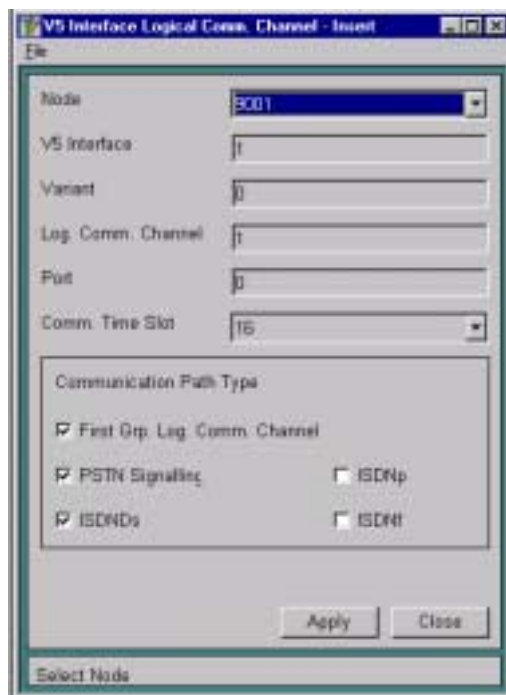 V5 Interface Logical Comm. Channel - Insert
File
Node 9001
V5 Interface 1
Variant 0
Log. Comm. Channel 1
Port 0
Comm. Time Slot 16
Communication Path Type
First Grp. Log. Comm. Channel
PSTN Signalling ISDNp
ISDNDs ISDNf
Apply Close
Select Node